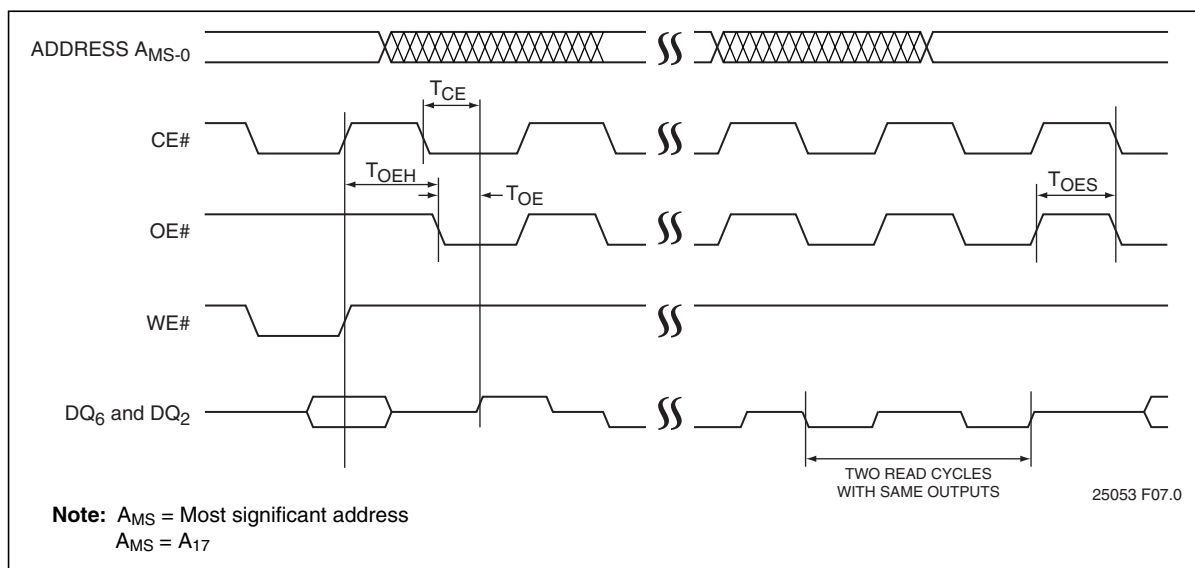 ADDRESS AMS-0
TCE
CE#
TOEH
TOE
TOES
OE#
WE#
DQ6 and DQ2
TWO READ CYCLES
WITH SAME OUTPUTS
25053 F07.0
Note: AMS = Most significant address
AMS = A17